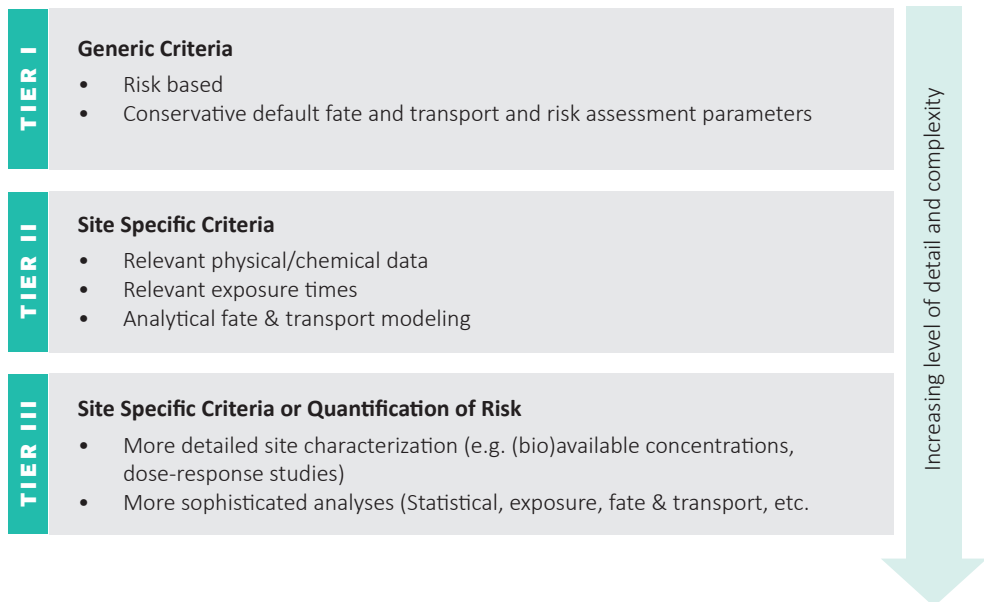 TIER I
Generic Criteria
• Risk based
• Conservative default fate and transport and risk assessment parameters
TIER II
Site Specific Criteria
• Relevant physical/chemical data
• Relevant exposure times
• Analytical fate & transport modeling
TIER III
Site Specific Criteria or Quantification of Risk
• More detailed site characterization (e.g. (bio)available concentrations,
dose-response studies)
• More sophisticated analyses (Statistical, exposure, fate & transport, etc.
Increasing level of detail and complexity